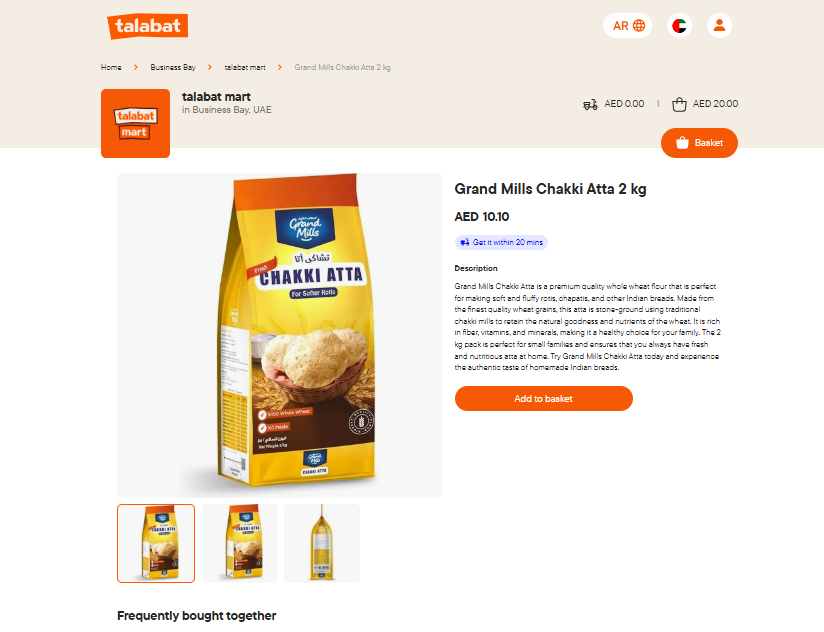 talabat
AR
Home
Business Bay
talabat mart
Grand Mills Chakki Atta 2 kg
talabat
mart
talabat mart
in Business Bay, UAE
AED 0.00
AED 20.00
Basket
Grand
Mills
تشاكي أتا
Fresh
CHAKKI ATTA
For Softer Rotis
%100 Whole Wheat
%0 Maida
Net Weight 2 kg
Grand
Mills
CHAKKI ATTA
Grand Mills Chakki Atta 2 kg
AED 10.10
Get it within 20 mins
Description
Grand Mills Chakki Atta is a premium quality whole wheat flour that is perfect
for making soft and fluffy rotis, chapatis, and other Indian breads. Made from
the finest quality wheat grains, this atta is stone-ground using traditional
chakki mills to retain the natural goodness and nutrients of the wheat. It is rich
in fiber, vitamins, and minerals, making it a healthy choice for your family. The 2
kg pack is perfect for small families and ensures that you always have fresh
and nutritious atta at home. Try Grand Mills Chakki Atta today and experience
the authentic taste of homemade Indian breads.
Add to basket
CHAKKI ATTA
CHAKKI ATTA
Frequently bought together